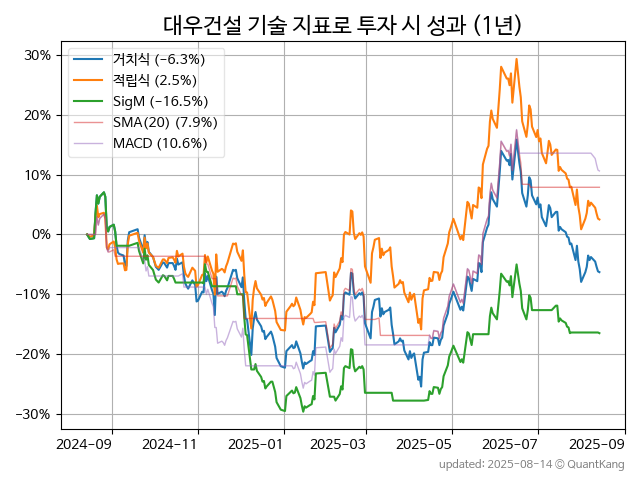 대우건설 기술 지표로 투자 시 성과 (1년)
거치식 (−6.3%)
적립식 (2.5%)
SigM (−16.5%)
SMA(20) (7.9%)
MACD (10.6%)
30%
20%
10%
0%
−10%
−20%
−30%
2024-09 2024-11 2025-01 2025-03 2025-05 2025-07 2025-09
updated: 2025-08-14 © QuantKang